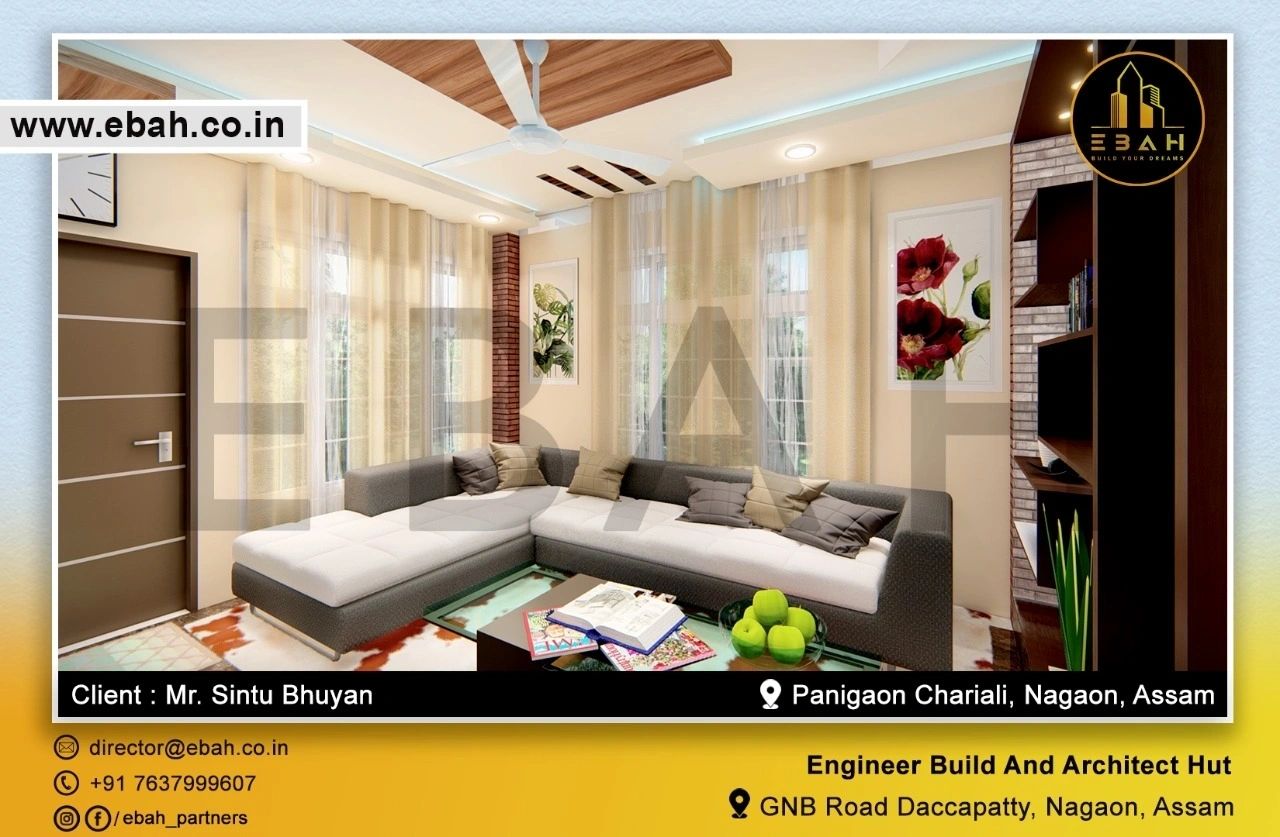 www.ebah.co.in
EBAH
BUILD YOUR DREAMS
EBAH
Client : Mr. Sintu Bhuyan
Panigaon Chariali, Nagaon, Assam
director@ebah.co.in
+91 7637999607
/ebah_partners
Engineer Build And Architect Hut
GNB Road Daccapatty, Nagaon, Assam